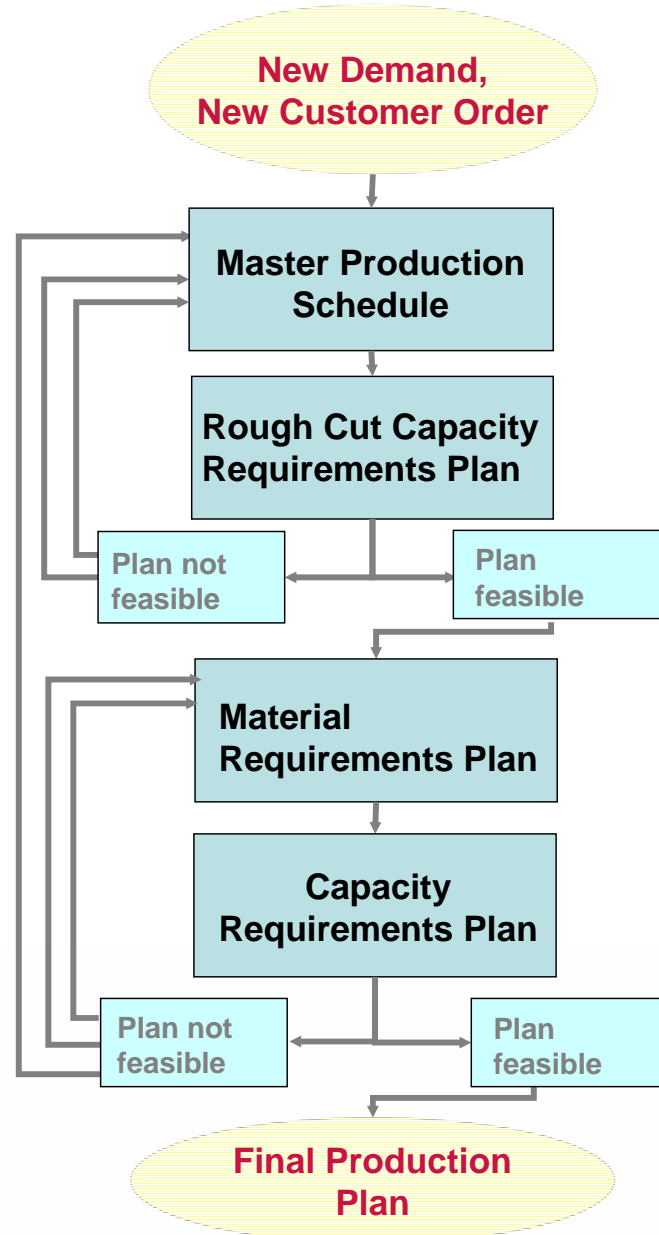 New Demand,
New Customer Order
Master Production
Schedule
Rough Cut Capacity
Requirements Plan
Plan not
feasible
Plan
feasible
Material
Requirements Plan
Capacity
Requirements Plan
Plan not
feasible
Plan
feasible
Final Production
Plan